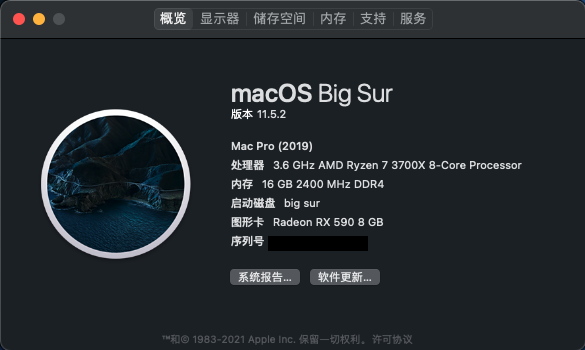 概览 显示器 储存空间 内存 支持 服务
macOS Big Sur
版本 11.5.2
Mac Pro (2019)
处理器 3.6 GHz AMD Ryzen 7 3700X 8-Core Processor
内存 16 GB 2400 MHz DDR4
启动磁盘 big sur
图形卡 Radeon RX 590 8 GB
序列号
系统报告... 软件更新...
™和© 1983-2021 Apple Inc. 保留一切权利。许可协议